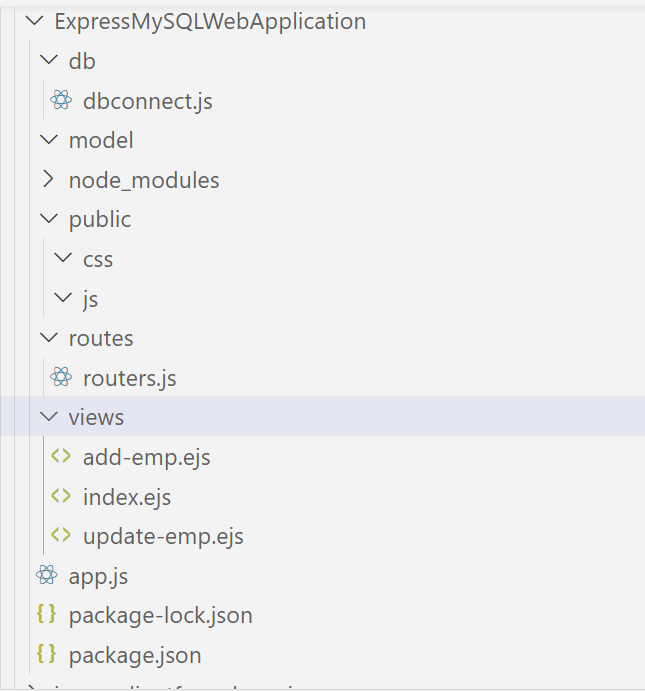 ExpressMySQLWebApplication
db
dbconnect.js
model
node_modules
public
css
js
routes
routers.js
views
add-emp.ejs
index.ejs
update-emp.ejs
app.js
package-lock.json
package.json